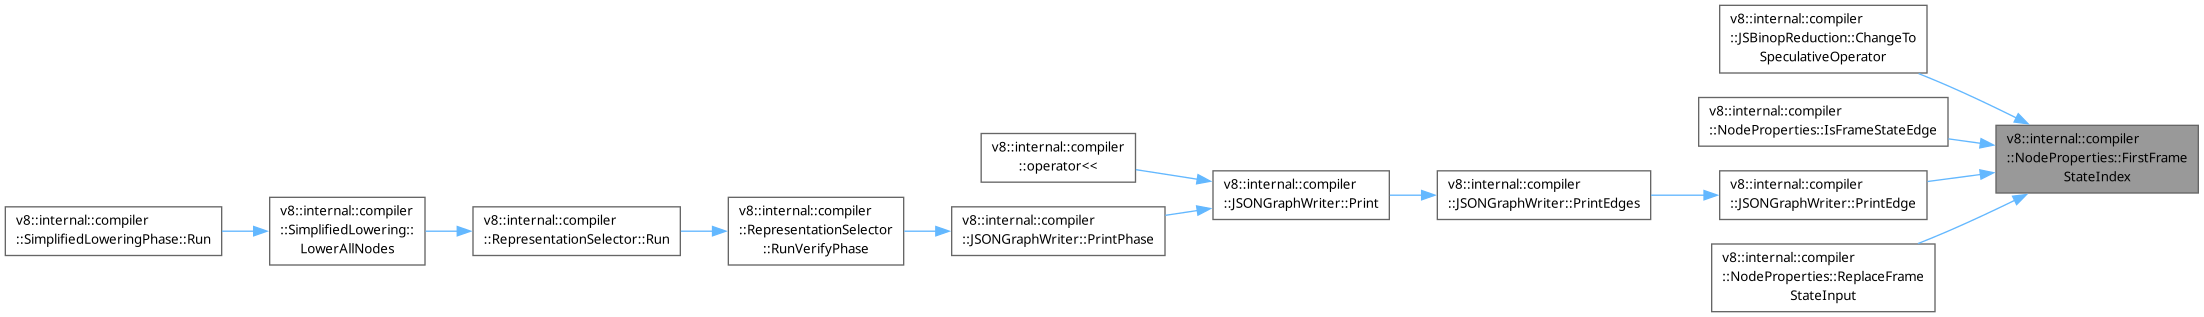 v8::internal::compiler
::SimplifiedLoweringPhase::Run
v8::internal::compiler
::SimplifiedLowering::
LowerAllNodes
v8::internal::compiler
::RepresentationSelector::Run
v8::internal::compiler
::RepresentationSelector
::RunVerifyPhase
v8::internal::compiler
::operator<<
v8::internal::compiler
::JSONGraphWriter::PrintPhase
v8::internal::compiler
::JSONGraphWriter::Print
v8::internal::compiler
::JSONGraphWriter::PrintEdges
v8::internal::compiler
::JSBinopReduction::ChangeTo
SpeculativeOperator
v8::internal::compiler
::NodeProperties::IsFrameStateEdge
v8::internal::compiler
::JSONGraphWriter::PrintEdge
v8::internal::compiler
::NodeProperties::ReplaceFrame
StateInput
v8::internal::compiler
::NodeProperties::FirstFrame
StateIndex